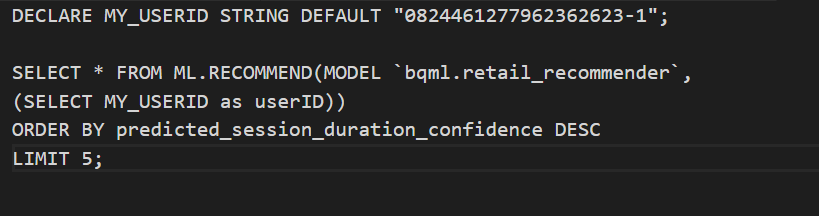 DECLARE MY_USERID STRING DEFAULT "0824461277962362623-1";
SELECT * FROM ML.RECOMMEND(MODEL `bqml.retail_recommender`,
(SELECT MY_USERID as userID))
ORDER BY predicted_session_duration_confidence DESC
LIMIT 5;